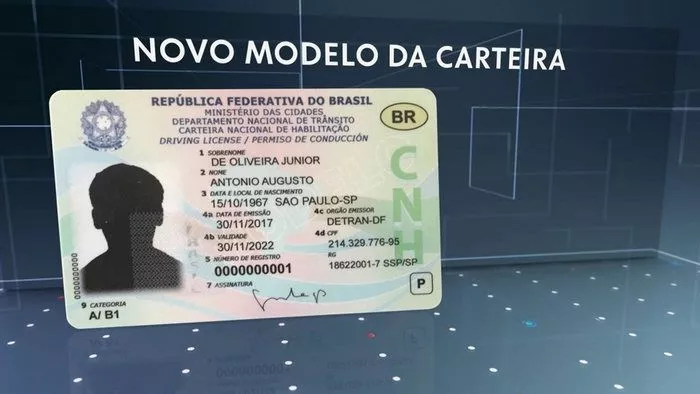 NOVO MODELO DA CARTEIRA
REPÚBLICA FEDERATIVA DO BRASIL
MINISTÉRIO DAS CIDADES
DEPARTAMENTO NACIONAL DE TRÂNSITO
CARTEIRA NACIONAL DE HABILITAÇÃO
DRIVING LICENSE / PERMISO DE CONDUCCIÓN
BR
1 SOBRENOME
DE OLIVEIRA JUNIOR
2 NOME
ANTONIO AUGUSTO
3 DATA E LOCAL DE NASCIMENTO
15/10/1967 SAO PAULO-SP
4a DATA DE EMISSÃO 4c ORGÃO EMISSOR
30/11/2017 DETRAN-DF
4b VALIDADE 4d CPF
30/11/2022 214.329.776-95
5 NÚMERO DE REGISTRO RG
0000000001 18622001-7 SSP/SP
7 ASSINATURA
P
9 CATEGORIA
A/ B1
CNH
0000000000